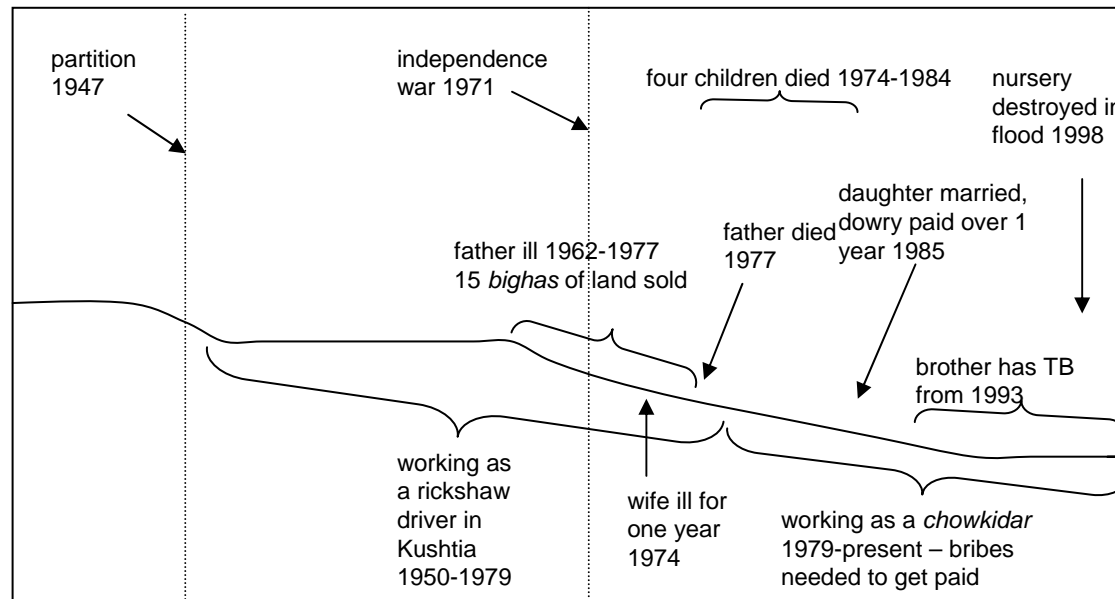 partition
1947
independence
war 1971
four children died 1974-1984
nursery
destroyed in
flood 1998
daughter married,
dowry paid over 1
year 1985
father died
1977
father ill 1962-1977
15 bighas of land sold
brother has TB
from 1993
working as
a rickshaw
driver in
Kushtia
1950-1979
wife ill for
one year
1974
working as a chowkidar
1979-present – bribes
needed to get paid